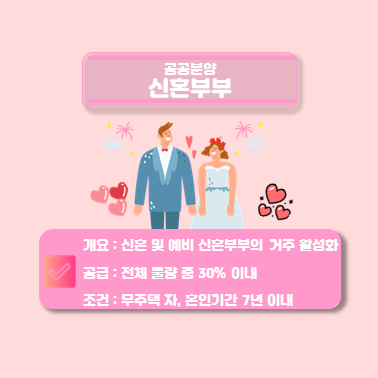 공공분양
신혼부부
개요 : 신혼 및 예비 신혼부부의 거주 활성화
공급 : 전체 물량 중 30% 이내
조건 : 무주택 자, 혼인기간 7년 이내